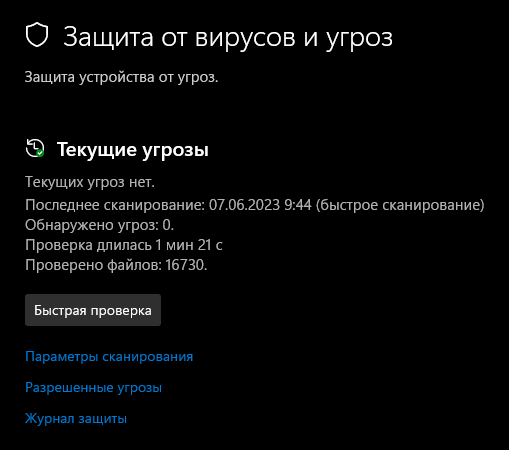 Защита от вирусов и угроз
Защита устройства от угроз.
Текущие угрозы
Текущих угроз нет.
Последнее сканирование: 07.06.2023 9:44 (быстрое сканирование)
Обнаружено угроз: 0.
Проверка длилась 1 мин 21 с
Проверено файлов: 16730.
Быстрая проверка
Параметры сканирования
Разрешенные угрозы
Журнал защиты